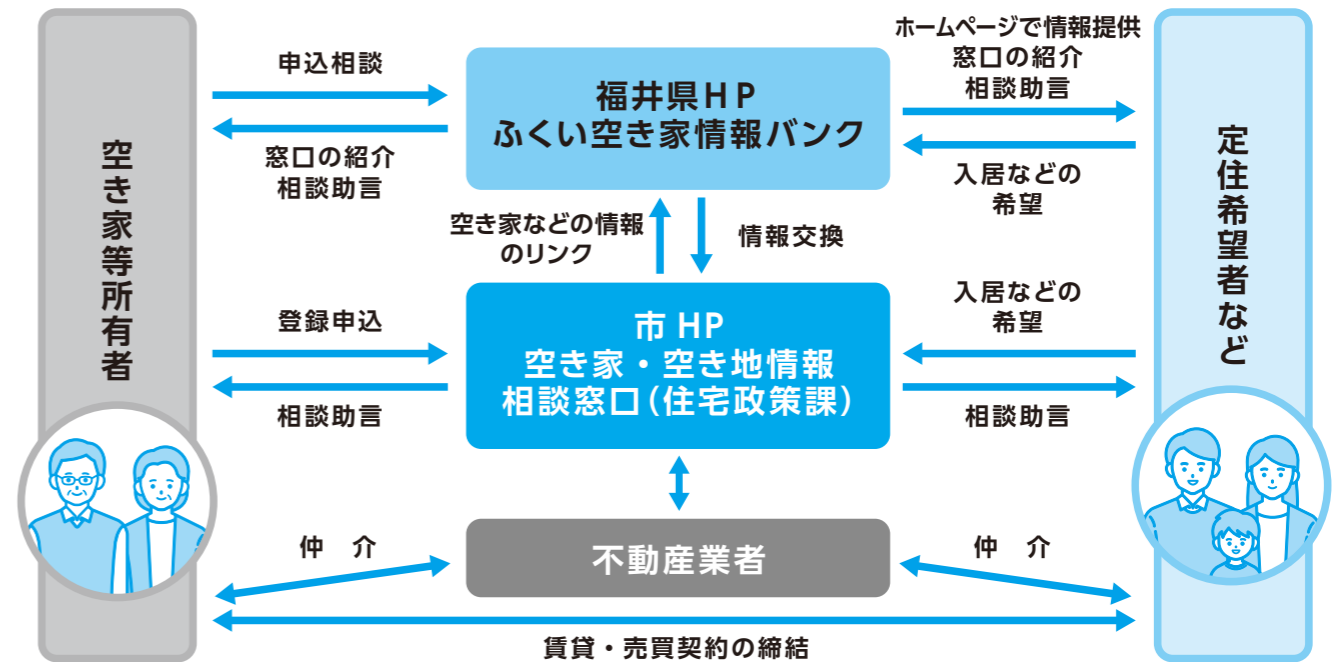 空き家等所有者
申込相談
窓口の紹介
相談助言
福井県HP
ふくい空き家情報バンク
ホームページで情報提供
窓口の紹介
相談助言
入居などの
希望
定住希望者など
空き家などの情報
のリンク
情報交換
登録申込
相談助言
市 HP
空き家・空き地情報
相談窓口(住宅政策課)
入居などの
希望
相談助言
仲 介
不動産業者
仲 介
賃貸・売買契約の締結